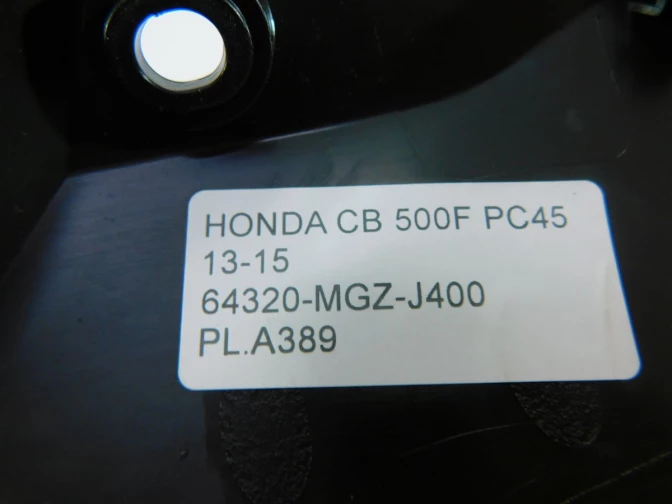 HONDA CB 500F PC45
13-15
64320-MGZ-J400
PL.A389